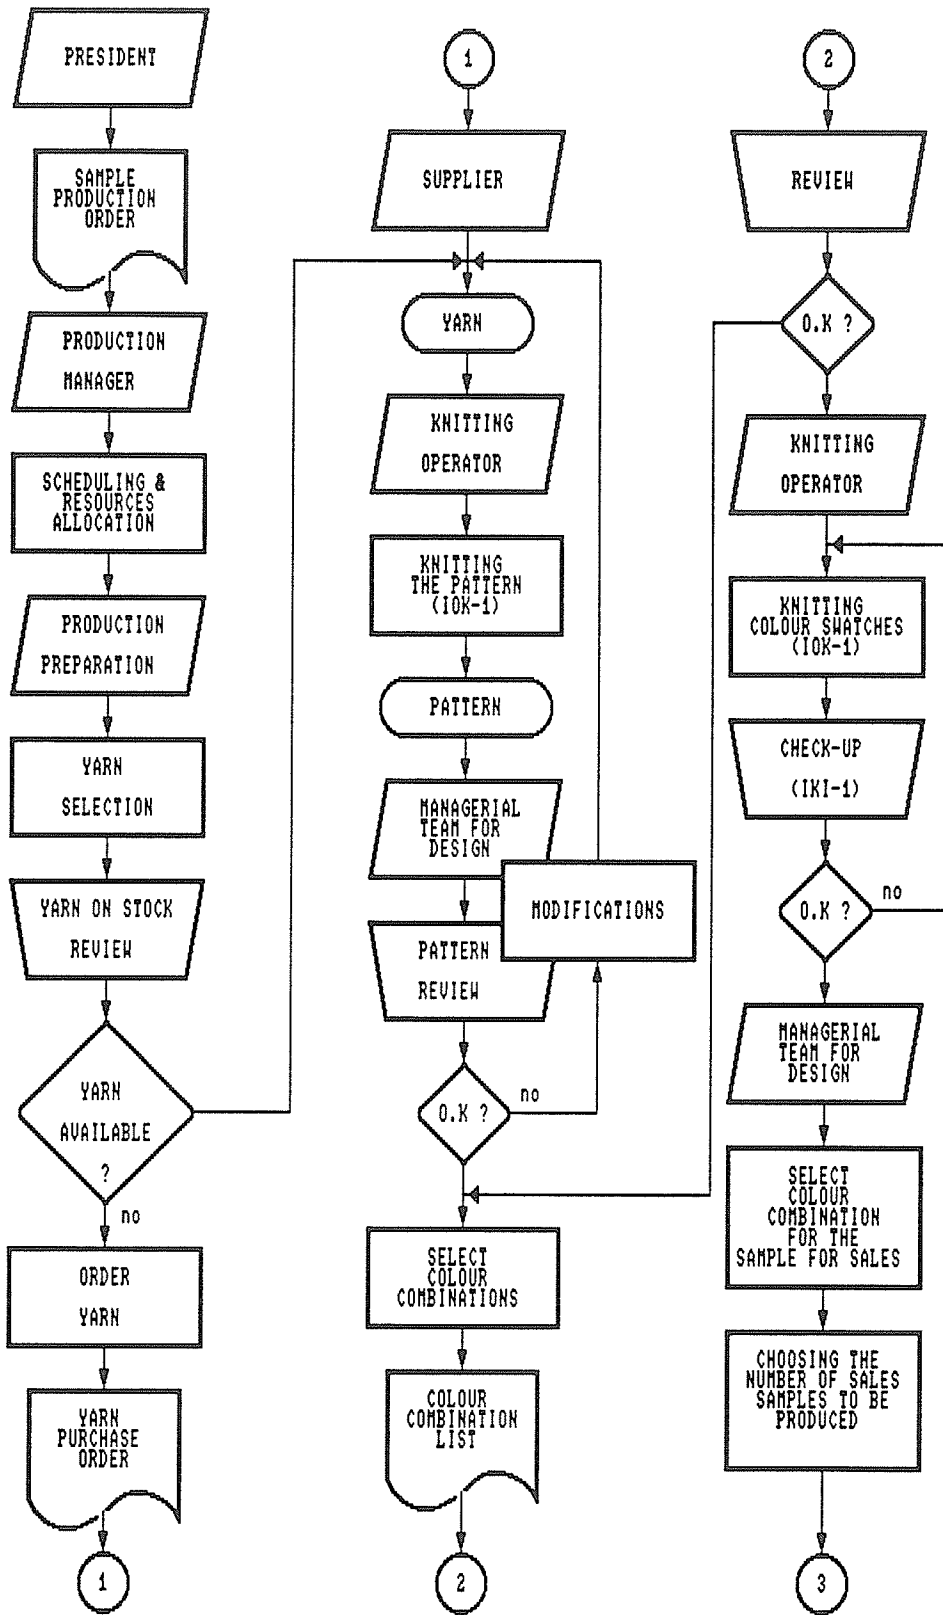 PRESIDENT
SAMPLE
PRODUCTION
ORDER
PRODUCTION
MANAGER
SCHEDULING &
RESOURCES
ALLOCATION
PRODUCTION
PREPARATION
YARN
SELECTION
YARN ON STOCK
REVIEW
YARN
AVAILABLE
?
no
ORDER
YARN
YARN
PURCHASE
ORDER
1
1
SUPPLIER
YARN
KNITTING
OPERATOR
KNITTING
THE PATTERN
(IOK-1)
PATTERN
MANAGERIAL
TEAM FOR
DESIGN
MODIFICATIONS
PATTERN
REVIEW
O.K ?
no
SELECT
COLOUR
COMBINATIONS
COLOUR
COMBINATION
LIST
2
2
REVIEW
O.K ?
KNITTING
OPERATOR
KNITTING
COLOUR SWATCHES
(IOK-1)
CHECK-UP
(IKI-1)
O.K ?
no
MANAGERIAL
TEAM FOR
DESIGN
SELECT
COLOUR
COMBINATION
FOR THE
SAMPLE FOR SALES
CHOOSING THE
NUMBER OF SALES
SAMPLES TO BE
PRODUCED
3